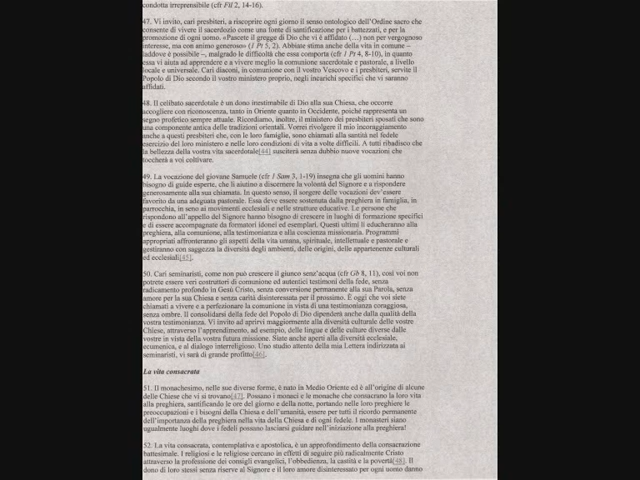 condotta irreprensibile (cfr Fil 2, 14-16).
47. Vi invito, cari presbiteri, a riscoprire ogni giorno il senso ontologico dell'Ordine sacro che
consente di vivere il sacerdozio come una fonte di santificazione per i battezzati, e per la
promozione di ogni uomo. «Pascete il gregge di Dio che vi è affidato (…) non per vergognoso
interesse, ma con animo generoso» (1 Pt 5, 2). Abbiate stima anche della vita in comune –
laddove è possibile –, malgrado le difficoltà che essa comporta (cfr 1 Pt 4, 8-10), in quanto
essa vi aiuta ad apprendere e a vivere meglio la comunione sacerdotale e pastorale, a livello
locale e universale. Cari diaconi, in comunione con il vostro Vescovo e i presbiteri, servite il
Popolo di Dio secondo il vostro ministero proprio, negli incarichi specifici che vi saranno
affidati.
48. Il celibato sacerdotale è un dono inestimabile di Dio alla sua Chiesa, che occorre
accogliere con riconoscenza, tanto in Oriente quanto in Occidente, poiché rappresenta un
segno profetico sempre attuale. Ricordiamo, inoltre, il ministero dei presbiteri sposati che sono
una componente antica delle tradizioni orientali. Vorrei rivolgere il mio incoraggiamento
anche a questi presbiteri che, con le loro famiglie, sono chiamati alla santità nel fedele
esercizio del loro ministero e nelle loro condizioni di vita a volte difficili. A tutti ribadisco che
la bellezza della vostra vita sacerdotale[44] susciterà senza dubbio nuove vocazioni che
toccherà a voi coltivare.
49. La vocazione del giovane Samuele (cfr 1 Sam 3, 1-19) insegna che gli uomini hanno
bisogno di guide esperte, che li aiutino a discernere la volontà del Signore e a rispondere
generosamente alla sua chiamata. In questo senso, il sorgere delle vocazioni dev'essere
favorito da una adeguata pastorale. Essa deve essere sostenuta dalla preghiera in famiglia, in
parrocchia, in seno ai movimenti ecclesiali e nelle strutture educative. Le persone che
rispondono all'appello del Signore hanno bisogno di crescere in luoghi di formazione specifici
e di essere accompagnate da formatori idonei ed esemplari. Questi ultimi li educheranno alla
preghiera, alla comunione, alla testimonianza e alla coscienza missionaria. Programmi
appropriati affronteranno gli aspetti della vita umana, spirituale, intellettuale e pastorale e
gestiranno con saggezza la diversità degli ambienti, delle origini, delle appartenenze culturali
ed ecclesiali[45].
50. Cari seminaristi, come non può crescere il giunco senz'acqua (cfr Gb 8, 11), così voi non
potrete essere veri costruttori di comunione ed autentici testimoni della fede, senza
radicamento profondo in Gesù Cristo, senza conversione permanente alla sua Parola, senza
amore per la sua Chiesa e senza carità disinteressata per il prossimo. È oggi che voi siete
chiamati a vivere e a perfezionare la comunione in vista di una testimonianza coraggiosa,
senza ombre. Il consolidarsi della fede del Popolo di Dio dipenderà anche dalla qualità della
vostra testimonianza. Vi invito ad aprirvi maggiormente alla diversità culturale delle vostre
Chiese, attraverso l'apprendimento, ad esempio, delle lingue e delle culture diverse dalle
vostre in vista della vostra futura missione. Siate anche aperti alla diversità ecclesiale,
ecumenica, e al dialogo interreligioso. Uno studio attento della mia Lettera indirizzata ai
seminaristi, vi sarà di grande profitto[46].
La vita consacrata
51. Il monachesimo, nelle sue diverse forme, è nato in Medio Oriente ed è all'origine di alcune
delle Chiese che vi si trovano[47]. Possano i monaci e le monache che consacrano la loro vita
alla preghiera, santificando le ore del giorno e della notte, portando nelle loro preghiere le
preoccupazioni e i bisogni della Chiesa e dell'umanità, essere per tutti il ricordo permanente
dell'importanza della preghiera nella vita della Chiesa e di ogni fedele. I monasteri siano
ugualmente luoghi dove i fedeli possano lasciarsi guidare nell'iniziazione alla preghiera!
52. La vita consacrata, contemplativa e apostolica, è un approfondimento della consacrazione
battesimale. I religiosi e le religiose cercano in effetti di seguire più radicalmente Cristo
attraverso la professione dei consigli evangelici, l'obbedienza, la castità e la povertà[48]. Il
dono di loro stessi senza riserve al Signore e il loro amore disinteressato per ogni uomo danno